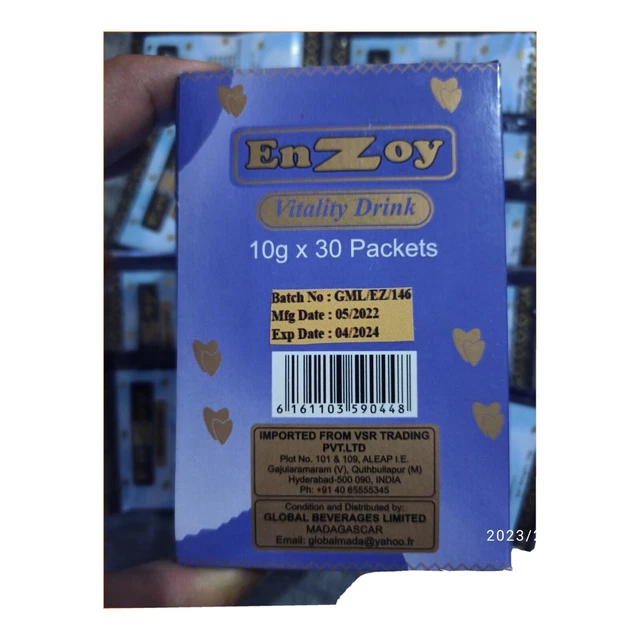 EnZoy
Vitality Drink
10g x 30 Packets
Batch No : GML/EZ/146
Mfg Date : 05/2022
Exp Date : 04/2024
6 161103 590448
IMPORTED FROM VSR TRADING
PVT.LTD
Plot No. 101 & 109, ALEAP I.E.
Gajularamaram (V), Quthbullapur (M)
Hyderabad-500 090, INDIA
Ph: +91 40 65555345
Condition and Distributed by:
GLOBAL BEVERAGES LIMITED
MADAGASCAR
Email: globalmada@yahoo.fr